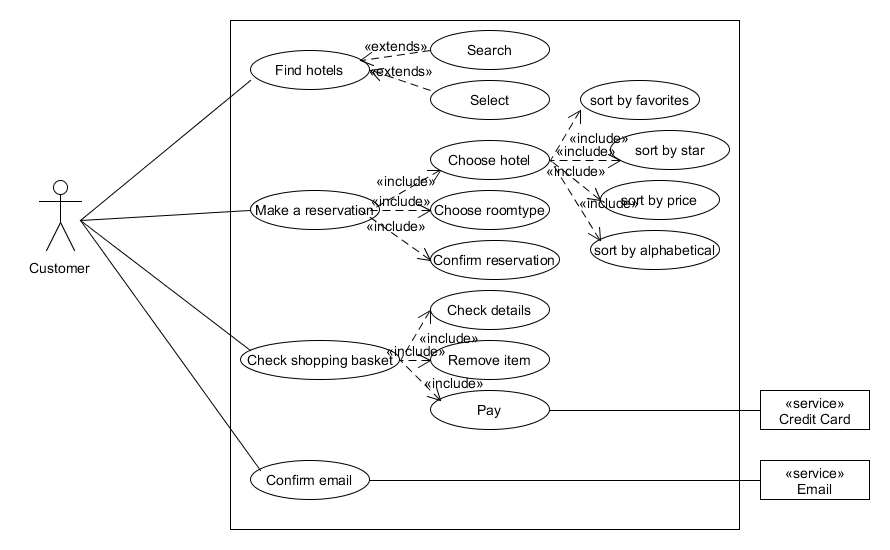 «extends»
Search
Find hotels
«extends»
Select
sort by favorites
«include»
Choose hotel
«include»
sort by star
«include»
«include»
sort by price
«include»
Make a reservation
«include»
Choose roomtype
«include»
Confirm reservation
sort by alphabetical
Customer
Check details
«include»
«include»
Check shopping basket
Remove item
«include»
Pay
«service»
Credit Card
Confirm email
«service»
Email